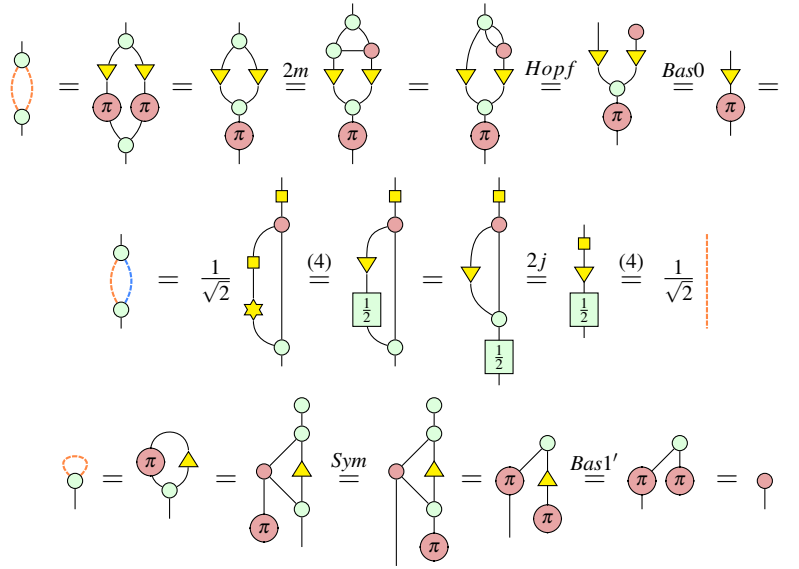 = π π = π 2m = π = π Hopf = π Bas0 = π =
= 1/√2 (4) = 1/2 = 1/2 2j = 1/2 (4) = 1/√2
= π = π Sym = π = π π Bas1′ = π π =